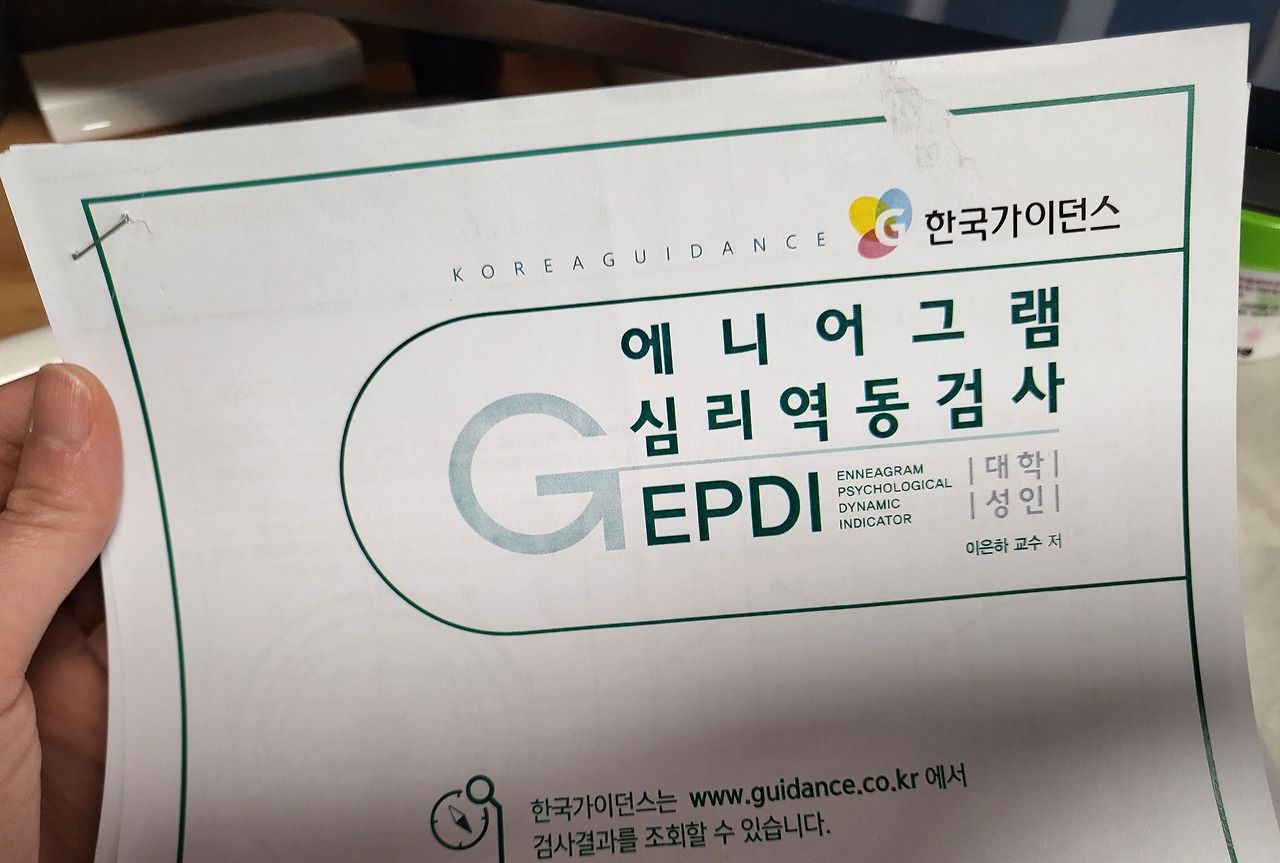 KOREAGUIDANCE G 한국가이던스
에니어그램
심리역동검사
G EPDI
ENNEAGRAM
PSYCHOLOGICAL
DYNAMIC
INDICATOR
|대학|
|성인|
이은하 교수 저
한국가이던스는 www.guidance.co.kr 에서
검사결과를 조회할 수 있습니다.